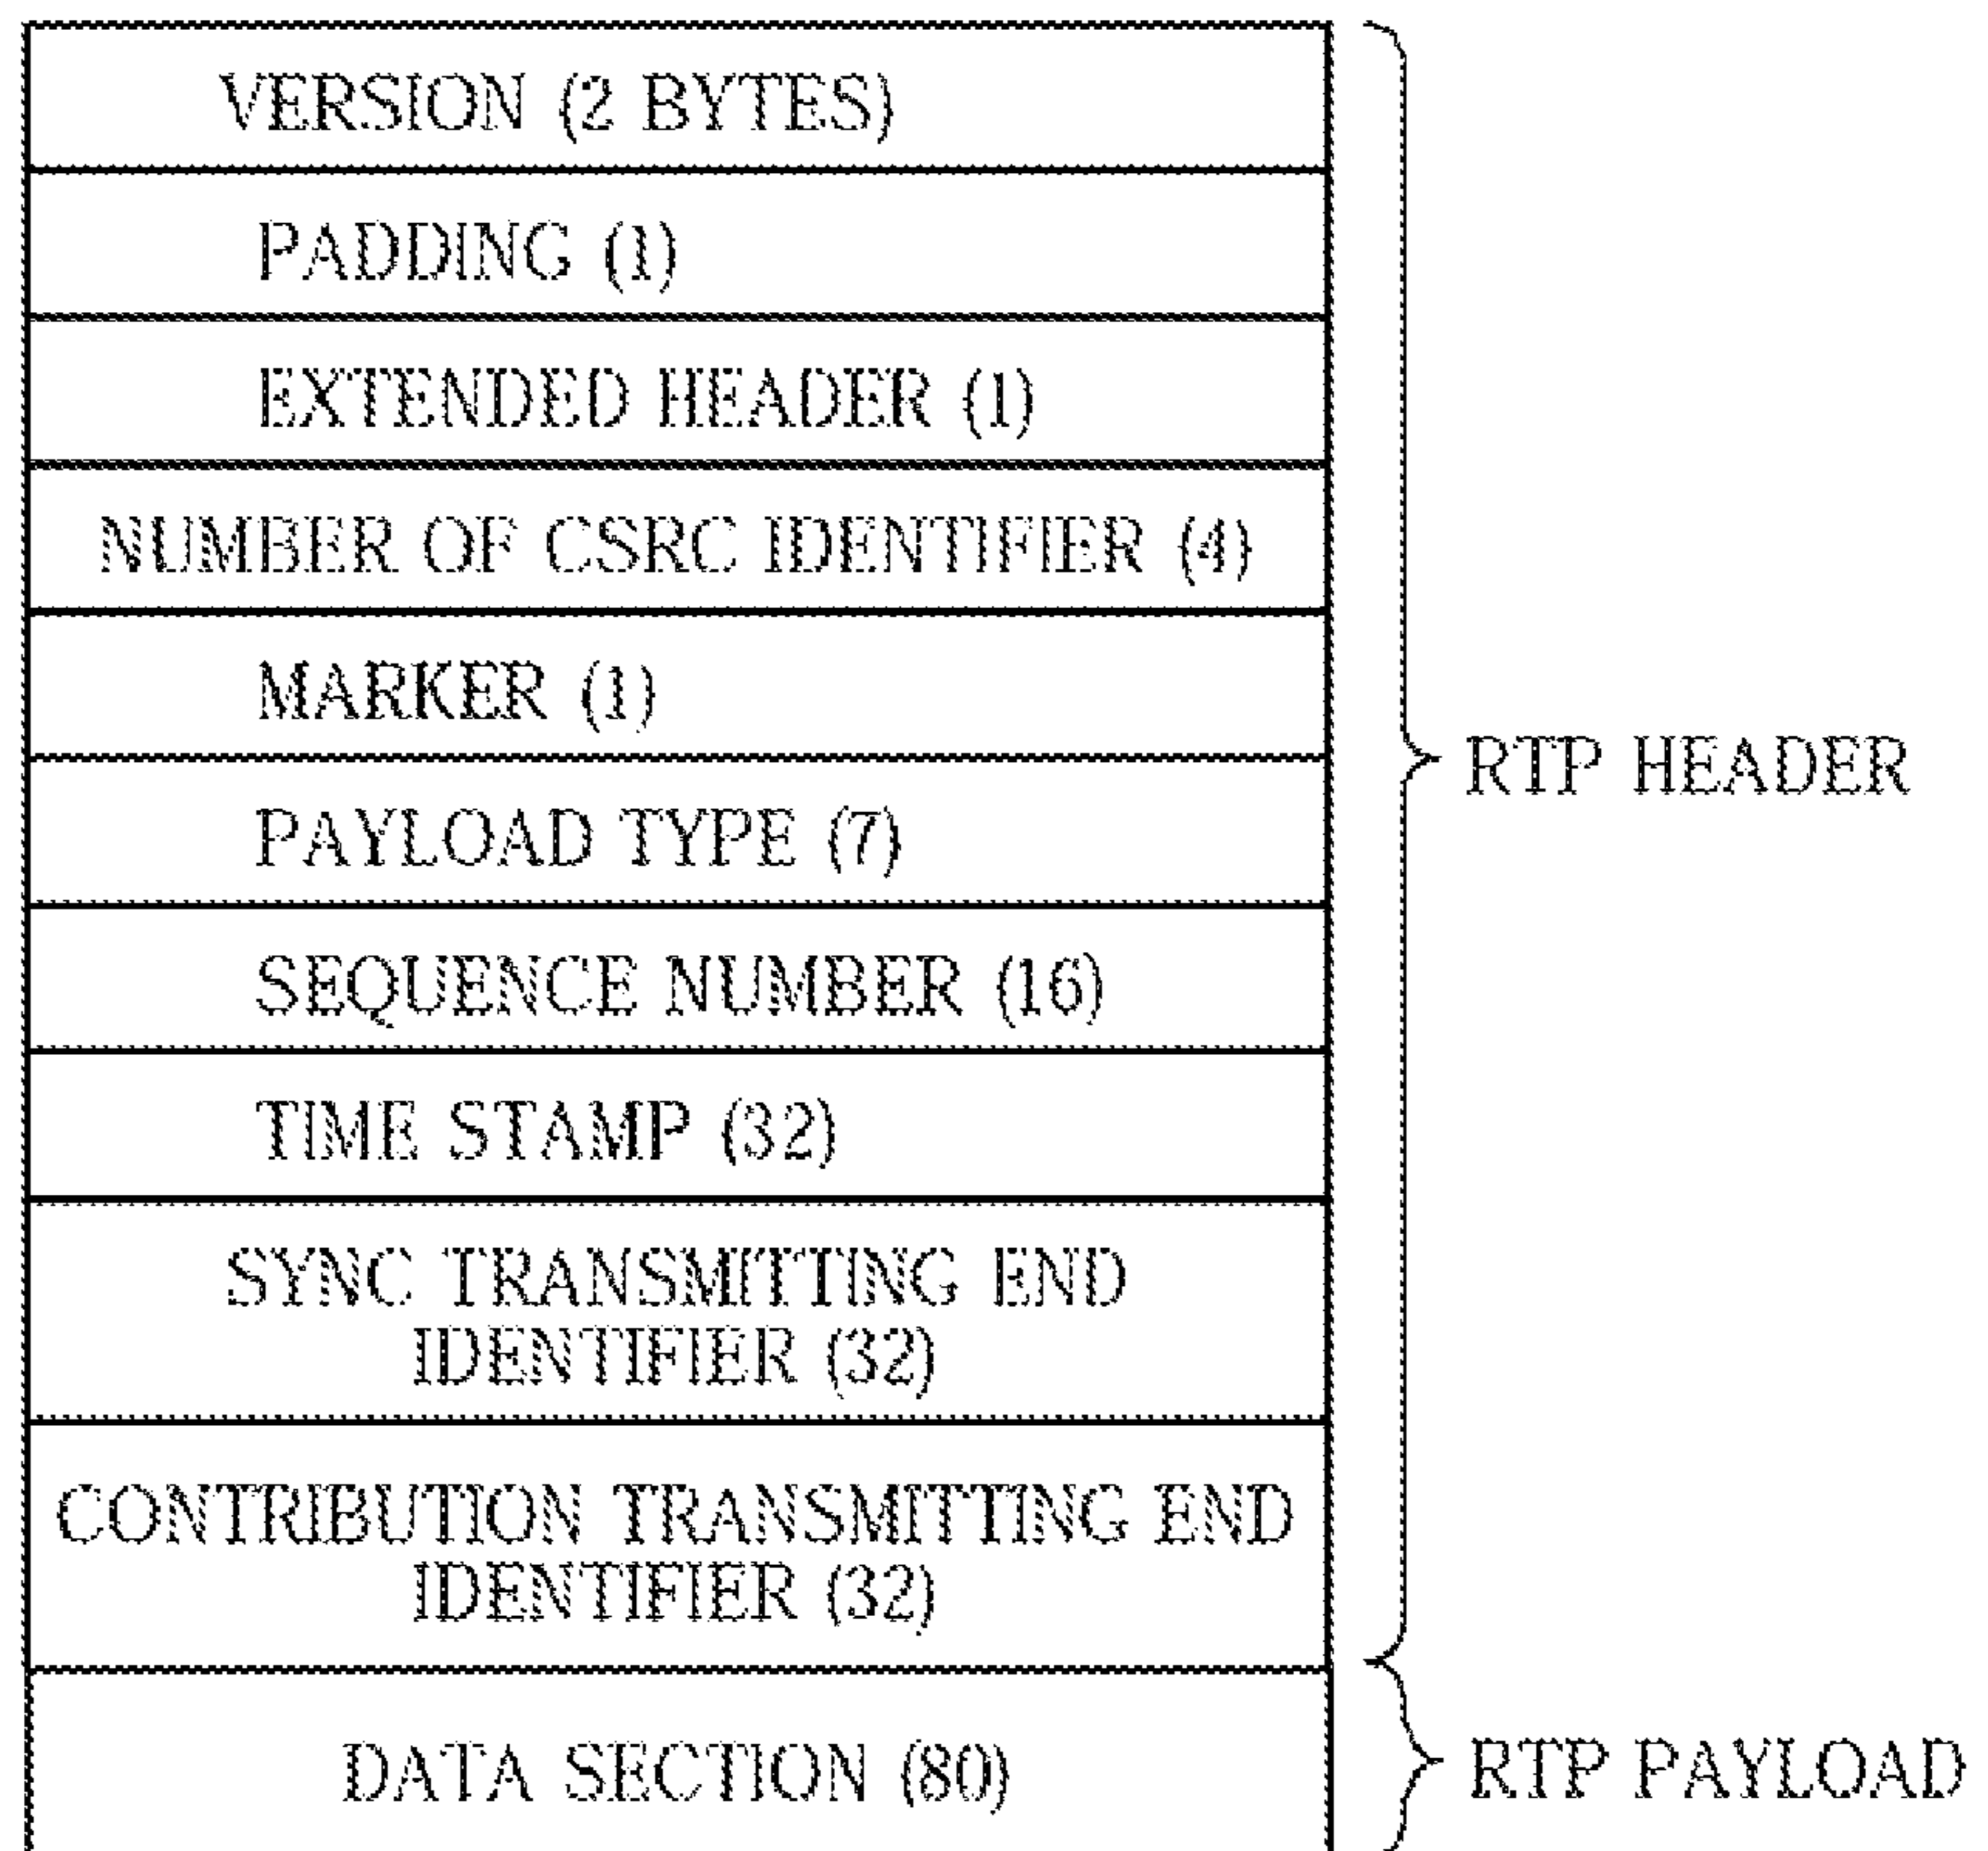 VERSION (2 BYTES)
PADDING (1)
EXTENDED HEADER (1)
NUMBER OF CSRC IDENTIFIER (4)
MARKER (1)
PAYLOAD TYPE (7)
SEQUENCE NUMBER (16)
TIME STAMP (32)
SYNC TRANSMITTING END
IDENTIFIER (32)
CONTRIBUTION TRANSMITTING END
IDENTIFIER (32)
DATA SECTION (80)
RTP HEADER
RTP PAYLOAD